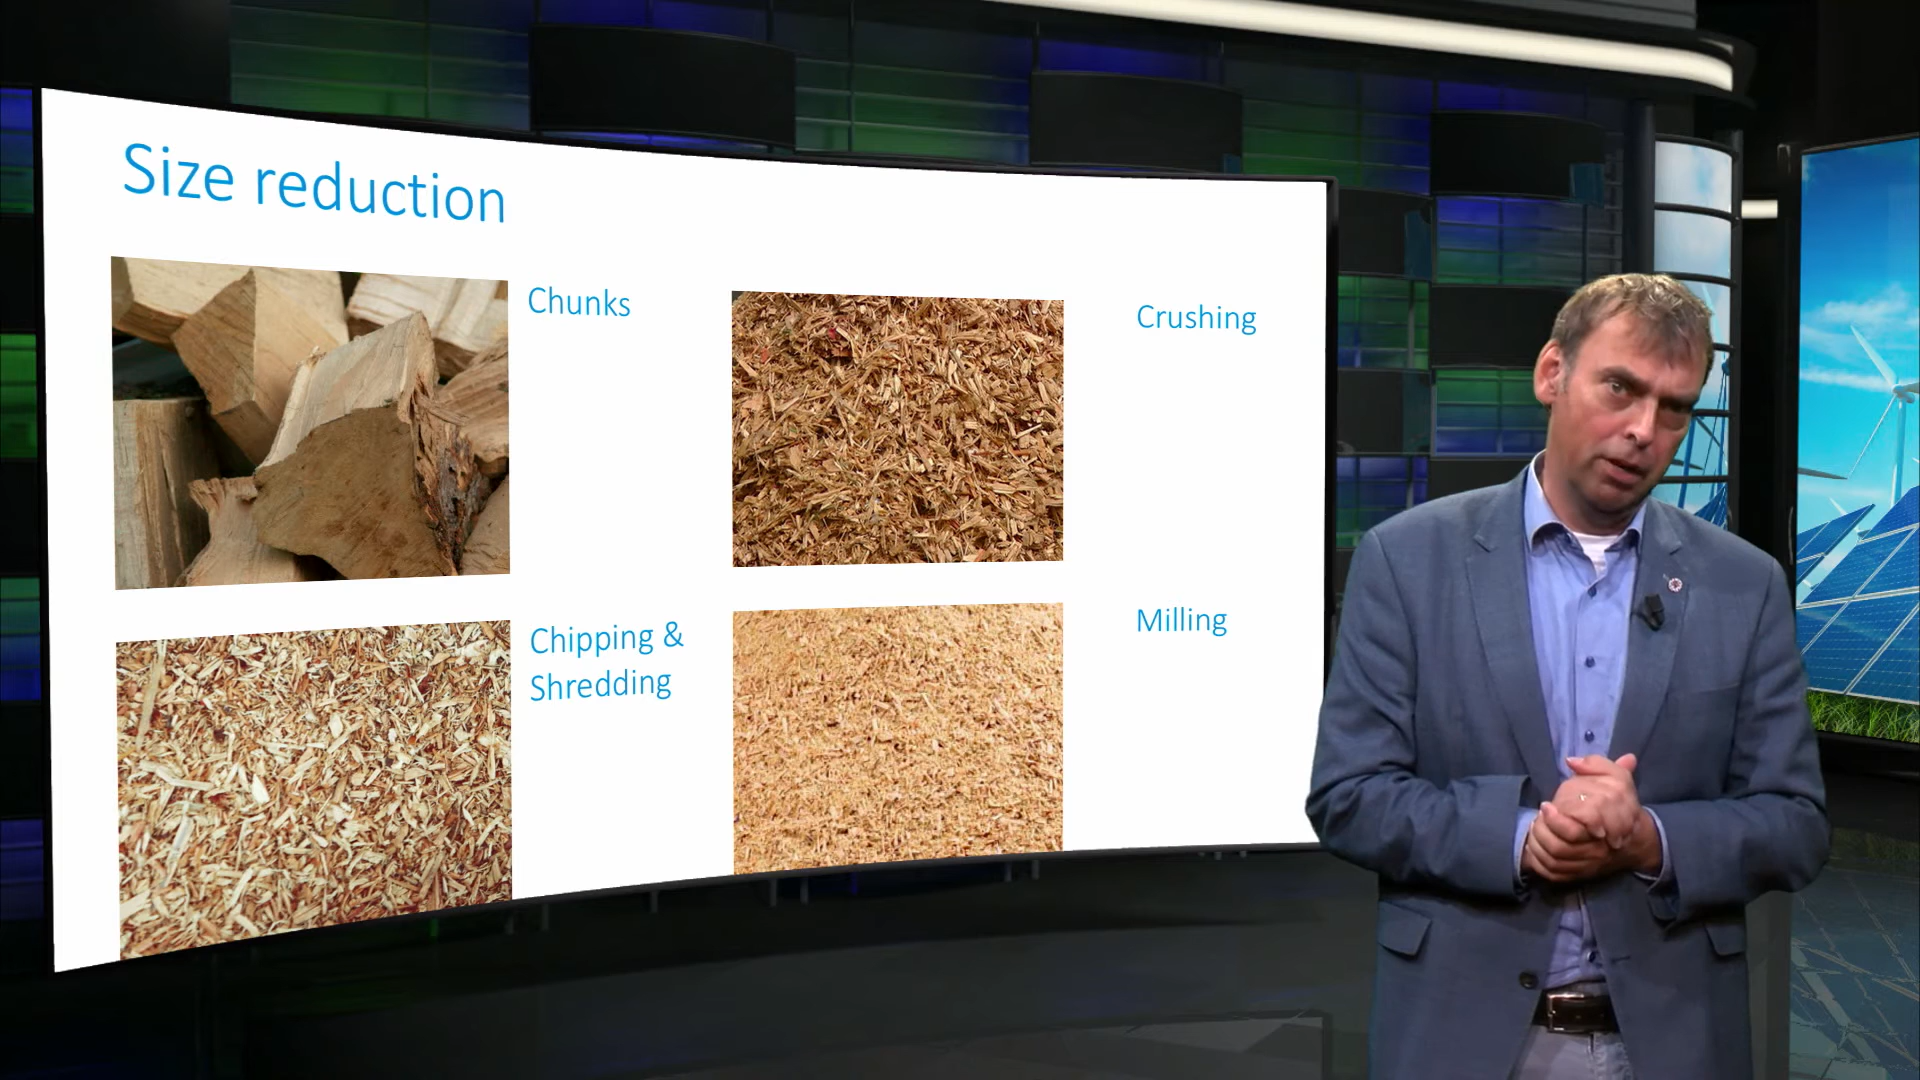 Size reduction
Chunks
Crushing
Chipping &
Shredding
Milling